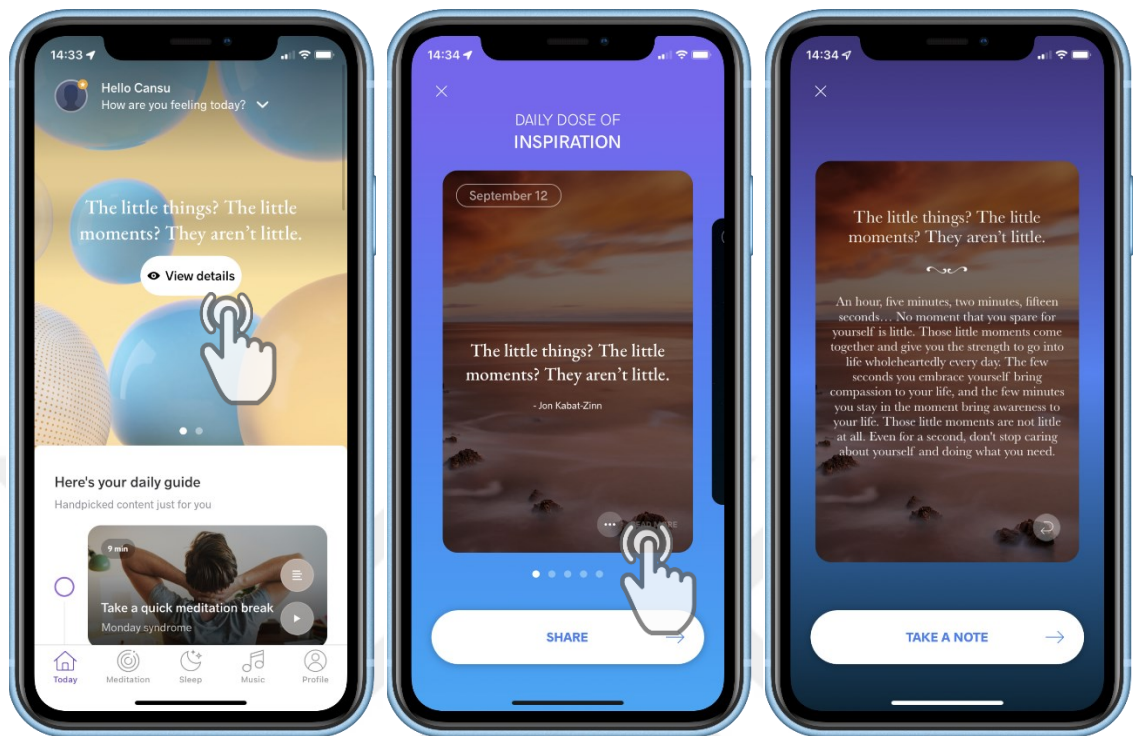 14:33
Hello Cansu
How are you feeling today?
The little things? The little
moments? They aren't little.
View details
Here's your daily guide
Handpicked content just for you
9 min
Take a quick meditation break
Monday syndrome
Today
Meditation
Sleep
Music
Profile
14:34
DAILY DOSE OF
INSPIRATION
September 12
The little things? The little
moments? They aren't little.
- Jon Kabat-Zinn
READ MORE
SHARE
14:34
The little things? The little
moments? They aren't little.
An hour, five minutes, two minutes, fifteen
seconds… No moment that you spare for
yourself is little. Those little moments come
together and give you the strength to go into
life wholeheartedly every day. The few
seconds you embrace yourself bring
compassion to your life, and the few minutes
you stay in the moment bring awareness to
your life. Those little moments are not little
at all. Even for a second, don't stop caring
about yourself and doing what you need.
TAKE A NOTE